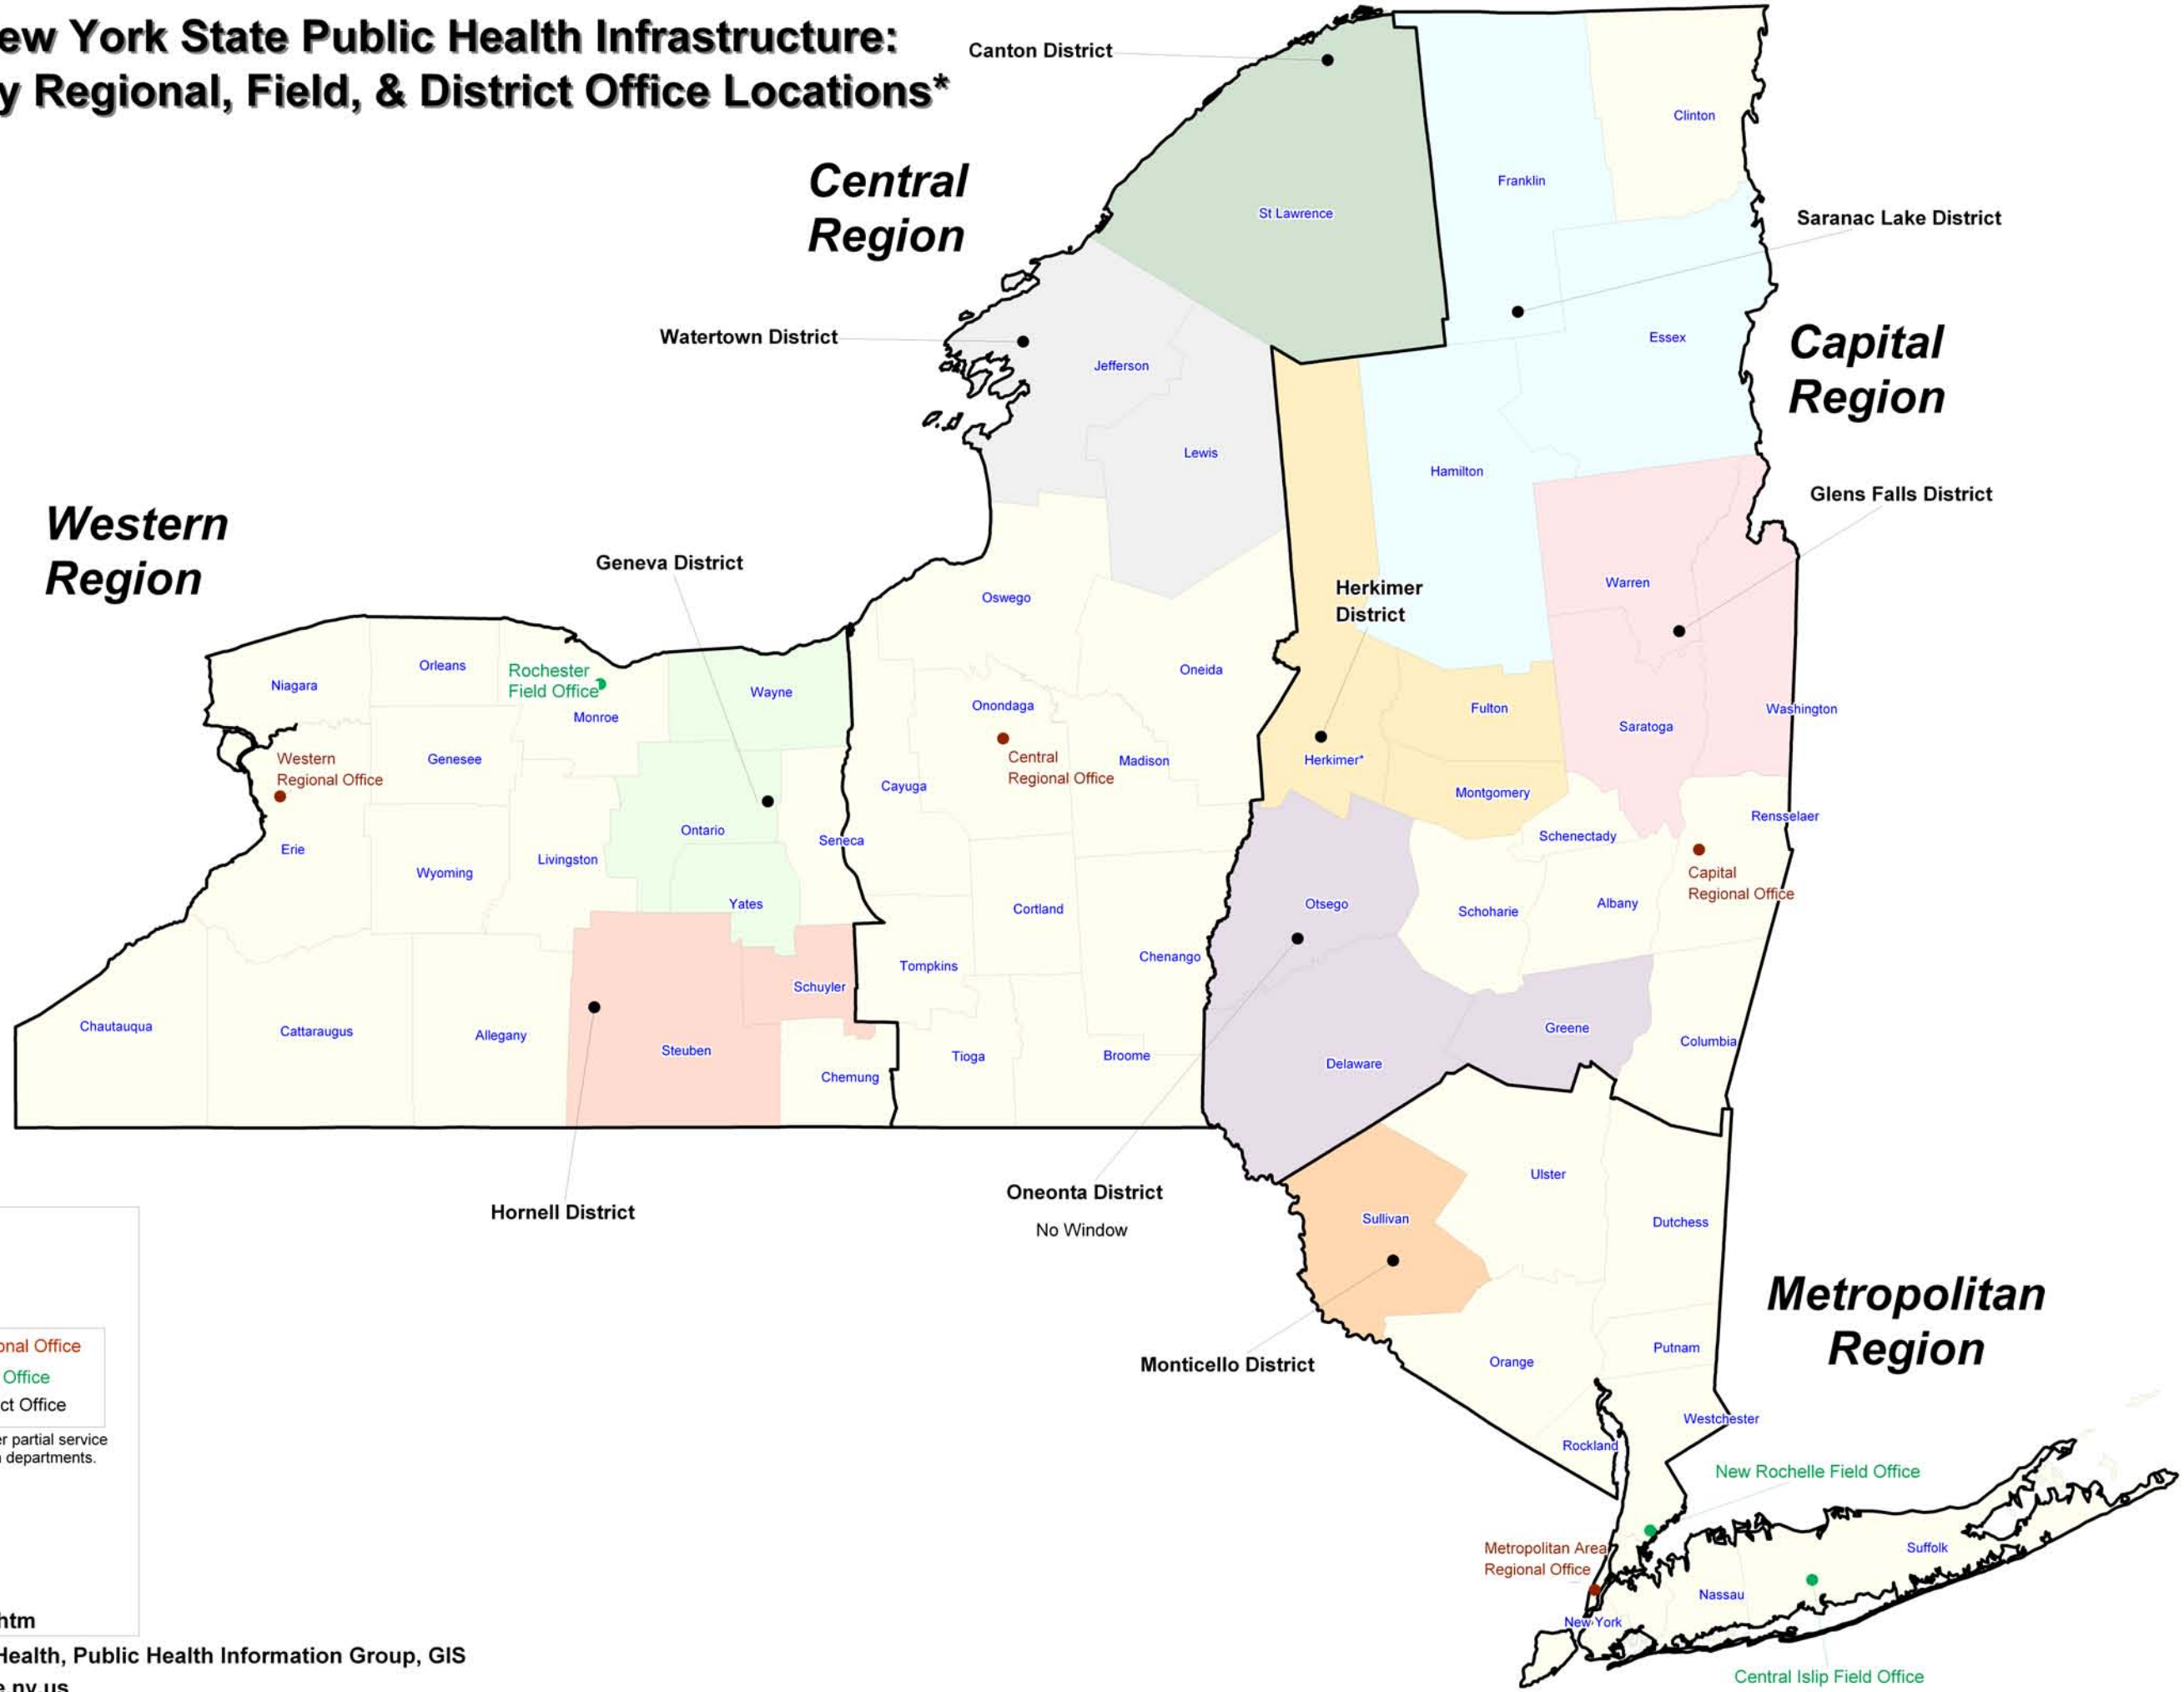 ew York State Public Health Infrastructure:
y Regional, Field, & District Office Locations*
Canton District
Clinton
Central
Region
Franklin
St Lawrence
Saranac Lake District
Watertown District
Essex
Capital
Region
Jefferson
Lewis
Hamilton
Glens Falls District
Western
Region
Geneva District
Warren
Herkimer
District
Oswego
Orleans
Rochester
Field Office
Niagara
Wayne
Oneida
Monroe
Onondaga
Fulton
Washington
Saratoga
Western
Regional Office
Genesee
Central
Regional Office
Madison
Herkimer*
Cayuga
Montgomery
Rensselaer
Ontario
Seneca
Schenectady
Erie
Livingston
Wyoming
Capital
Regional Office
Yates
Cortland
Otsego
Schoharie
Albany
Chenango
Tompkins
Schuyler
Chautauqua
Cattaraugus
Allegany
Greene
Columbia
Steuben
Tioga
Broome
Delaware
Chemung
Ulster
Oneonta District
No Window
Hornell District
Sullivan
Dutchess
Metropolitan
Region
onal Office
Office
ct Office
Putnam
Orange
Monticello District
Westchester
er partial service
departments.
Rockland
New Rochelle Field Office
Metropolitan Area
Regional Office
Suffolk
Nassau
New York
htm
Health, Public Health Information Group, GIS
Central Islip Field Office
e.ny.us